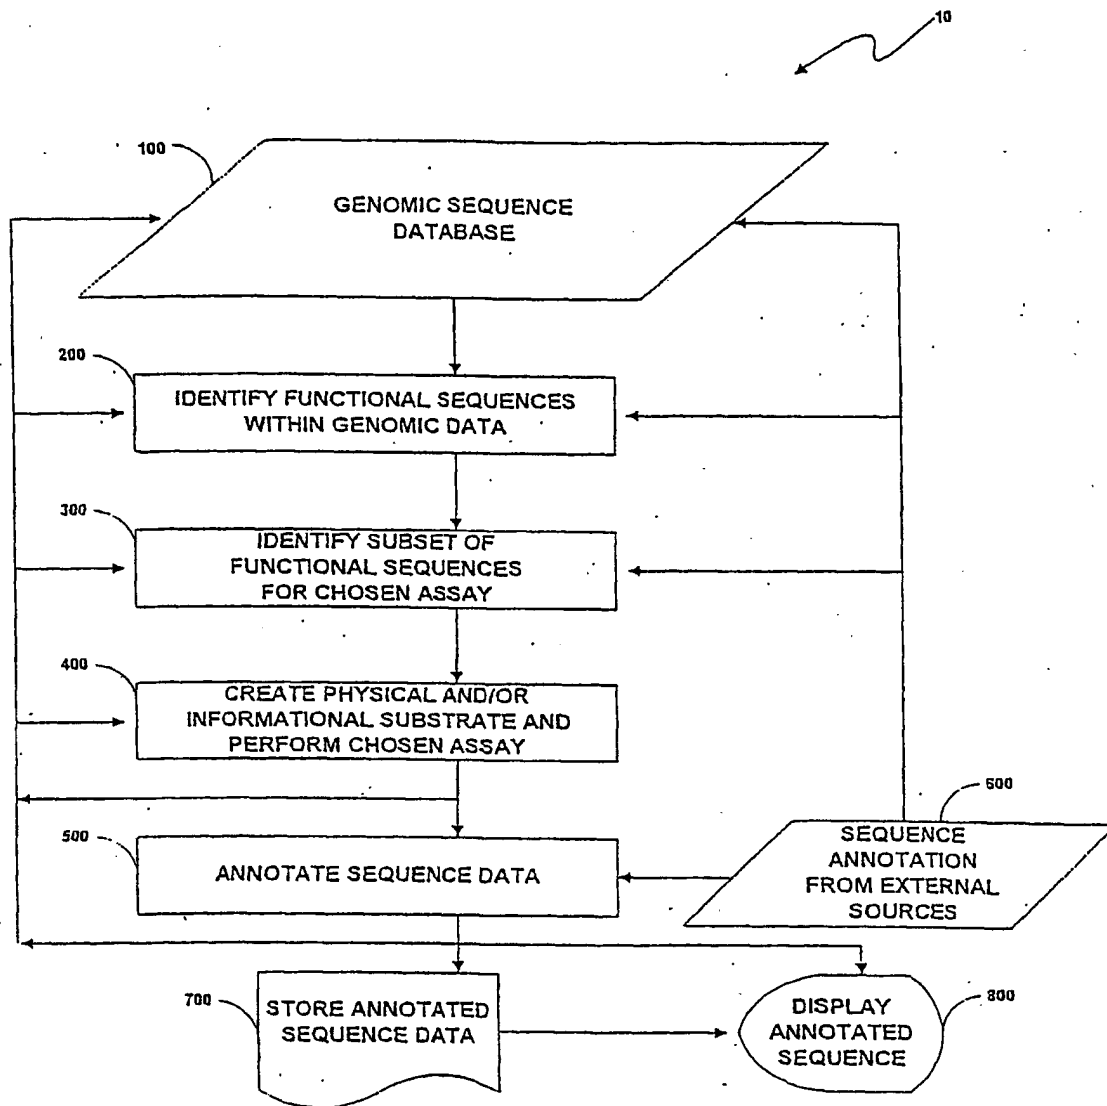 10
100
GENOMIC SEQUENCE
DATABASE
200
IDENTIFY FUNCTIONAL SEQUENCES
WITHIN GENOMIC DATA
300
IDENTIFY SUBSET OF
FUNCTIONAL SEQUENCES
FOR CHOSEN ASSAY
400
CREATE PHYSICAL AND/OR
INFORMATIONAL SUBSTRATE AND
PERFORM CHOSEN ASSAY
500
ANNOTATE SEQUENCE DATA
600
SEQUENCE
ANNOTATION
FROM EXTERNAL
SOURCES
700
STORE ANNOTATED
SEQUENCE DATA
800
DISPLAY
ANNOTATED
SEQUENCE